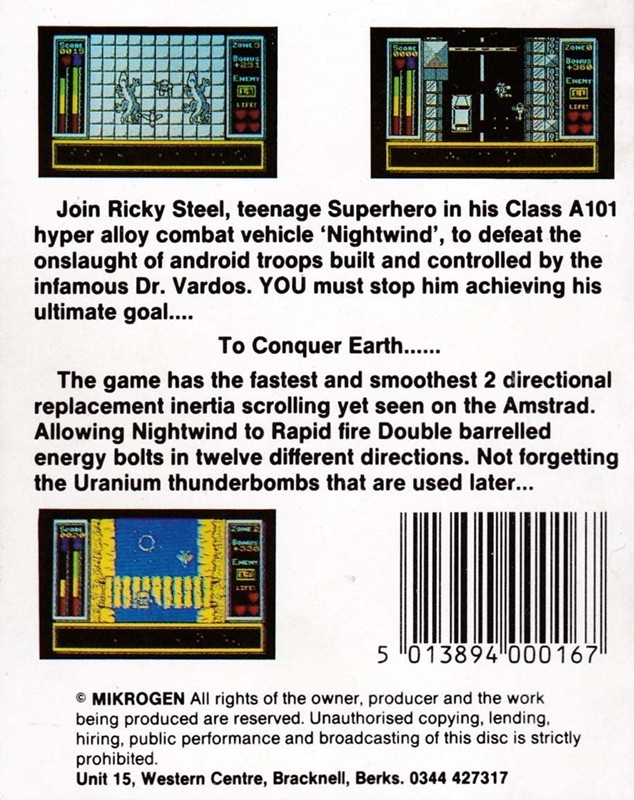 SCORE
0015
ZONE 3
BONUS
+231
ENEMY
LIFE!
SCORE
0000
ZONE 0
BONUS
+360
ENEMY
LIFE!
Join Ricky Steel, teenage Superhero in his Class A101
hyper alloy combat vehicle ‘Nightwind’, to defeat the
onslaught of android troops built and controlled by the
infamous Dr. Vardos. YOU must stop him achieving his
ultimate goal....
To Conquer Earth......
The game has the fastest and smoothest 2 directional
replacement inertia scrolling yet seen on the Amstrad.
Allowing Nightwind to Rapid fire Double barrelled
energy bolts in twelve different directions. Not forgetting
the Uranium thunderbombs that are used later...
SCORE
0020
ZONE 2
BONUS
+336
ENEMY
LIFE!
5 013894 000167
© MIKROGEN All rights of the owner, producer and the work
being produced are reserved. Unauthorised copying, lending,
hiring, public performance and broadcasting of this disc is strictly
prohibited.
Unit 15, Western Centre, Bracknell, Berks. 0344 427317